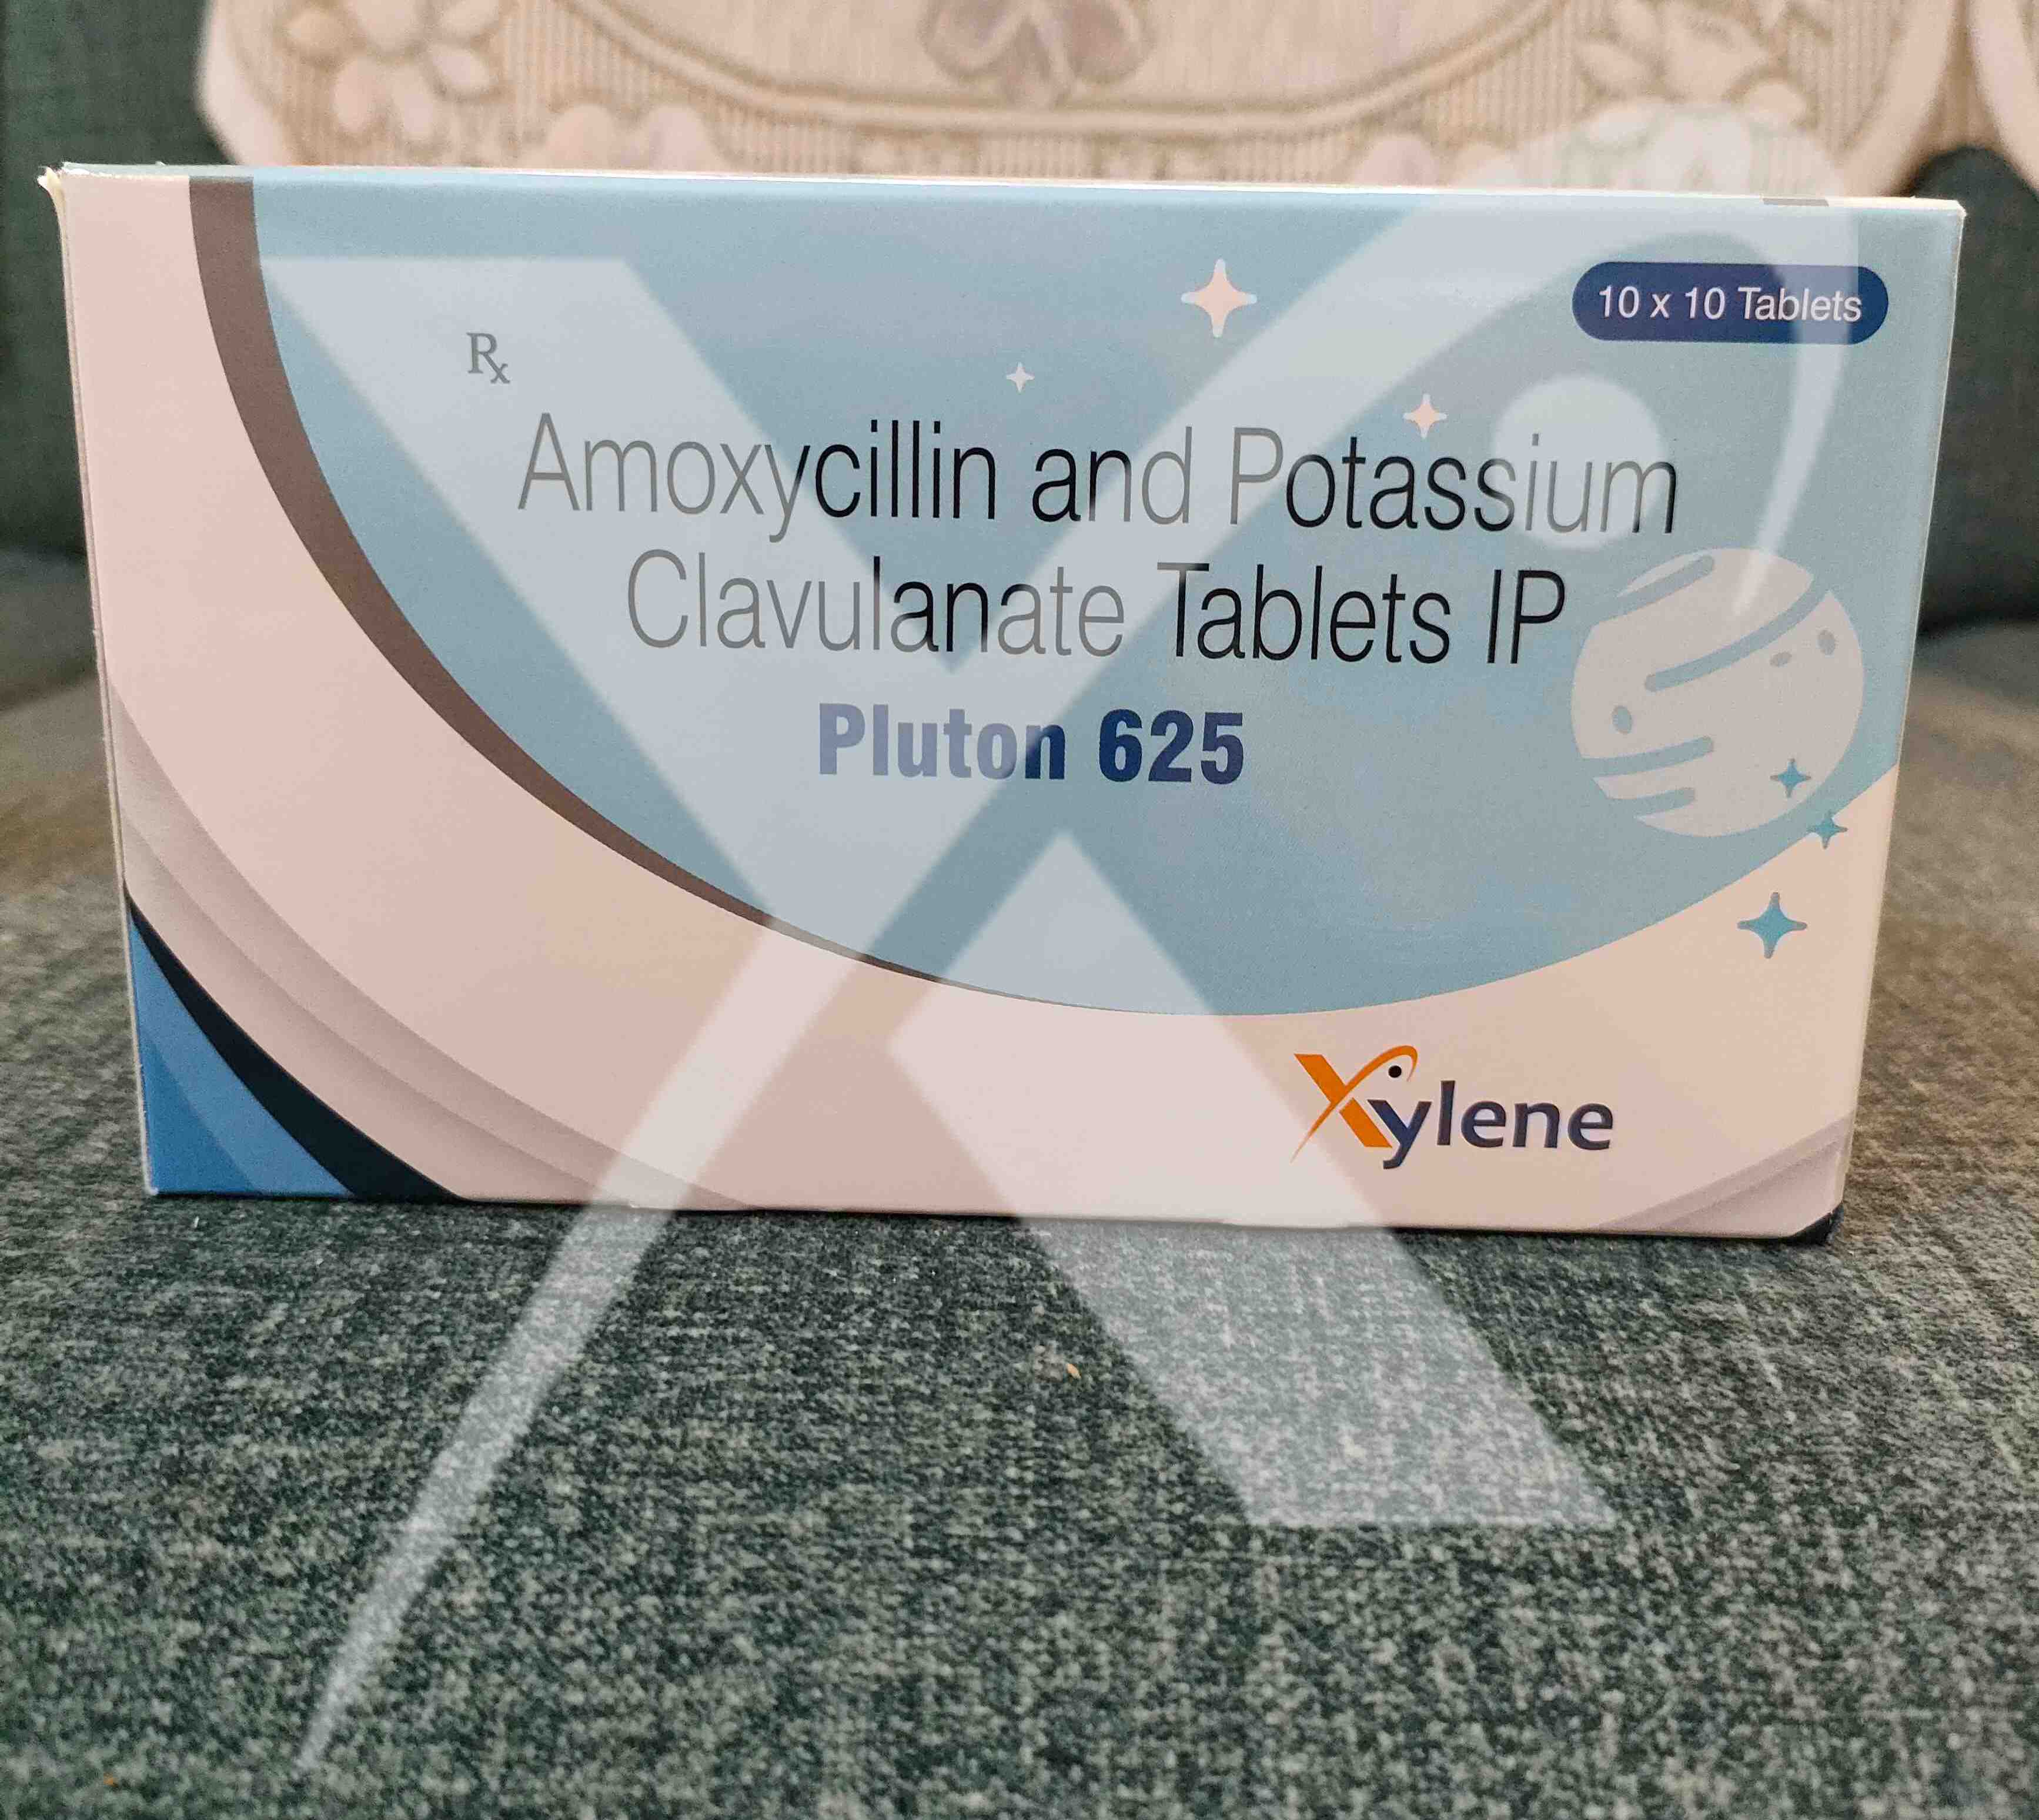 10 x 10 Tablets
Rx
Amoxycillin and Potassium
Clavulanate Tablets IP
Pluton 625
Xylene